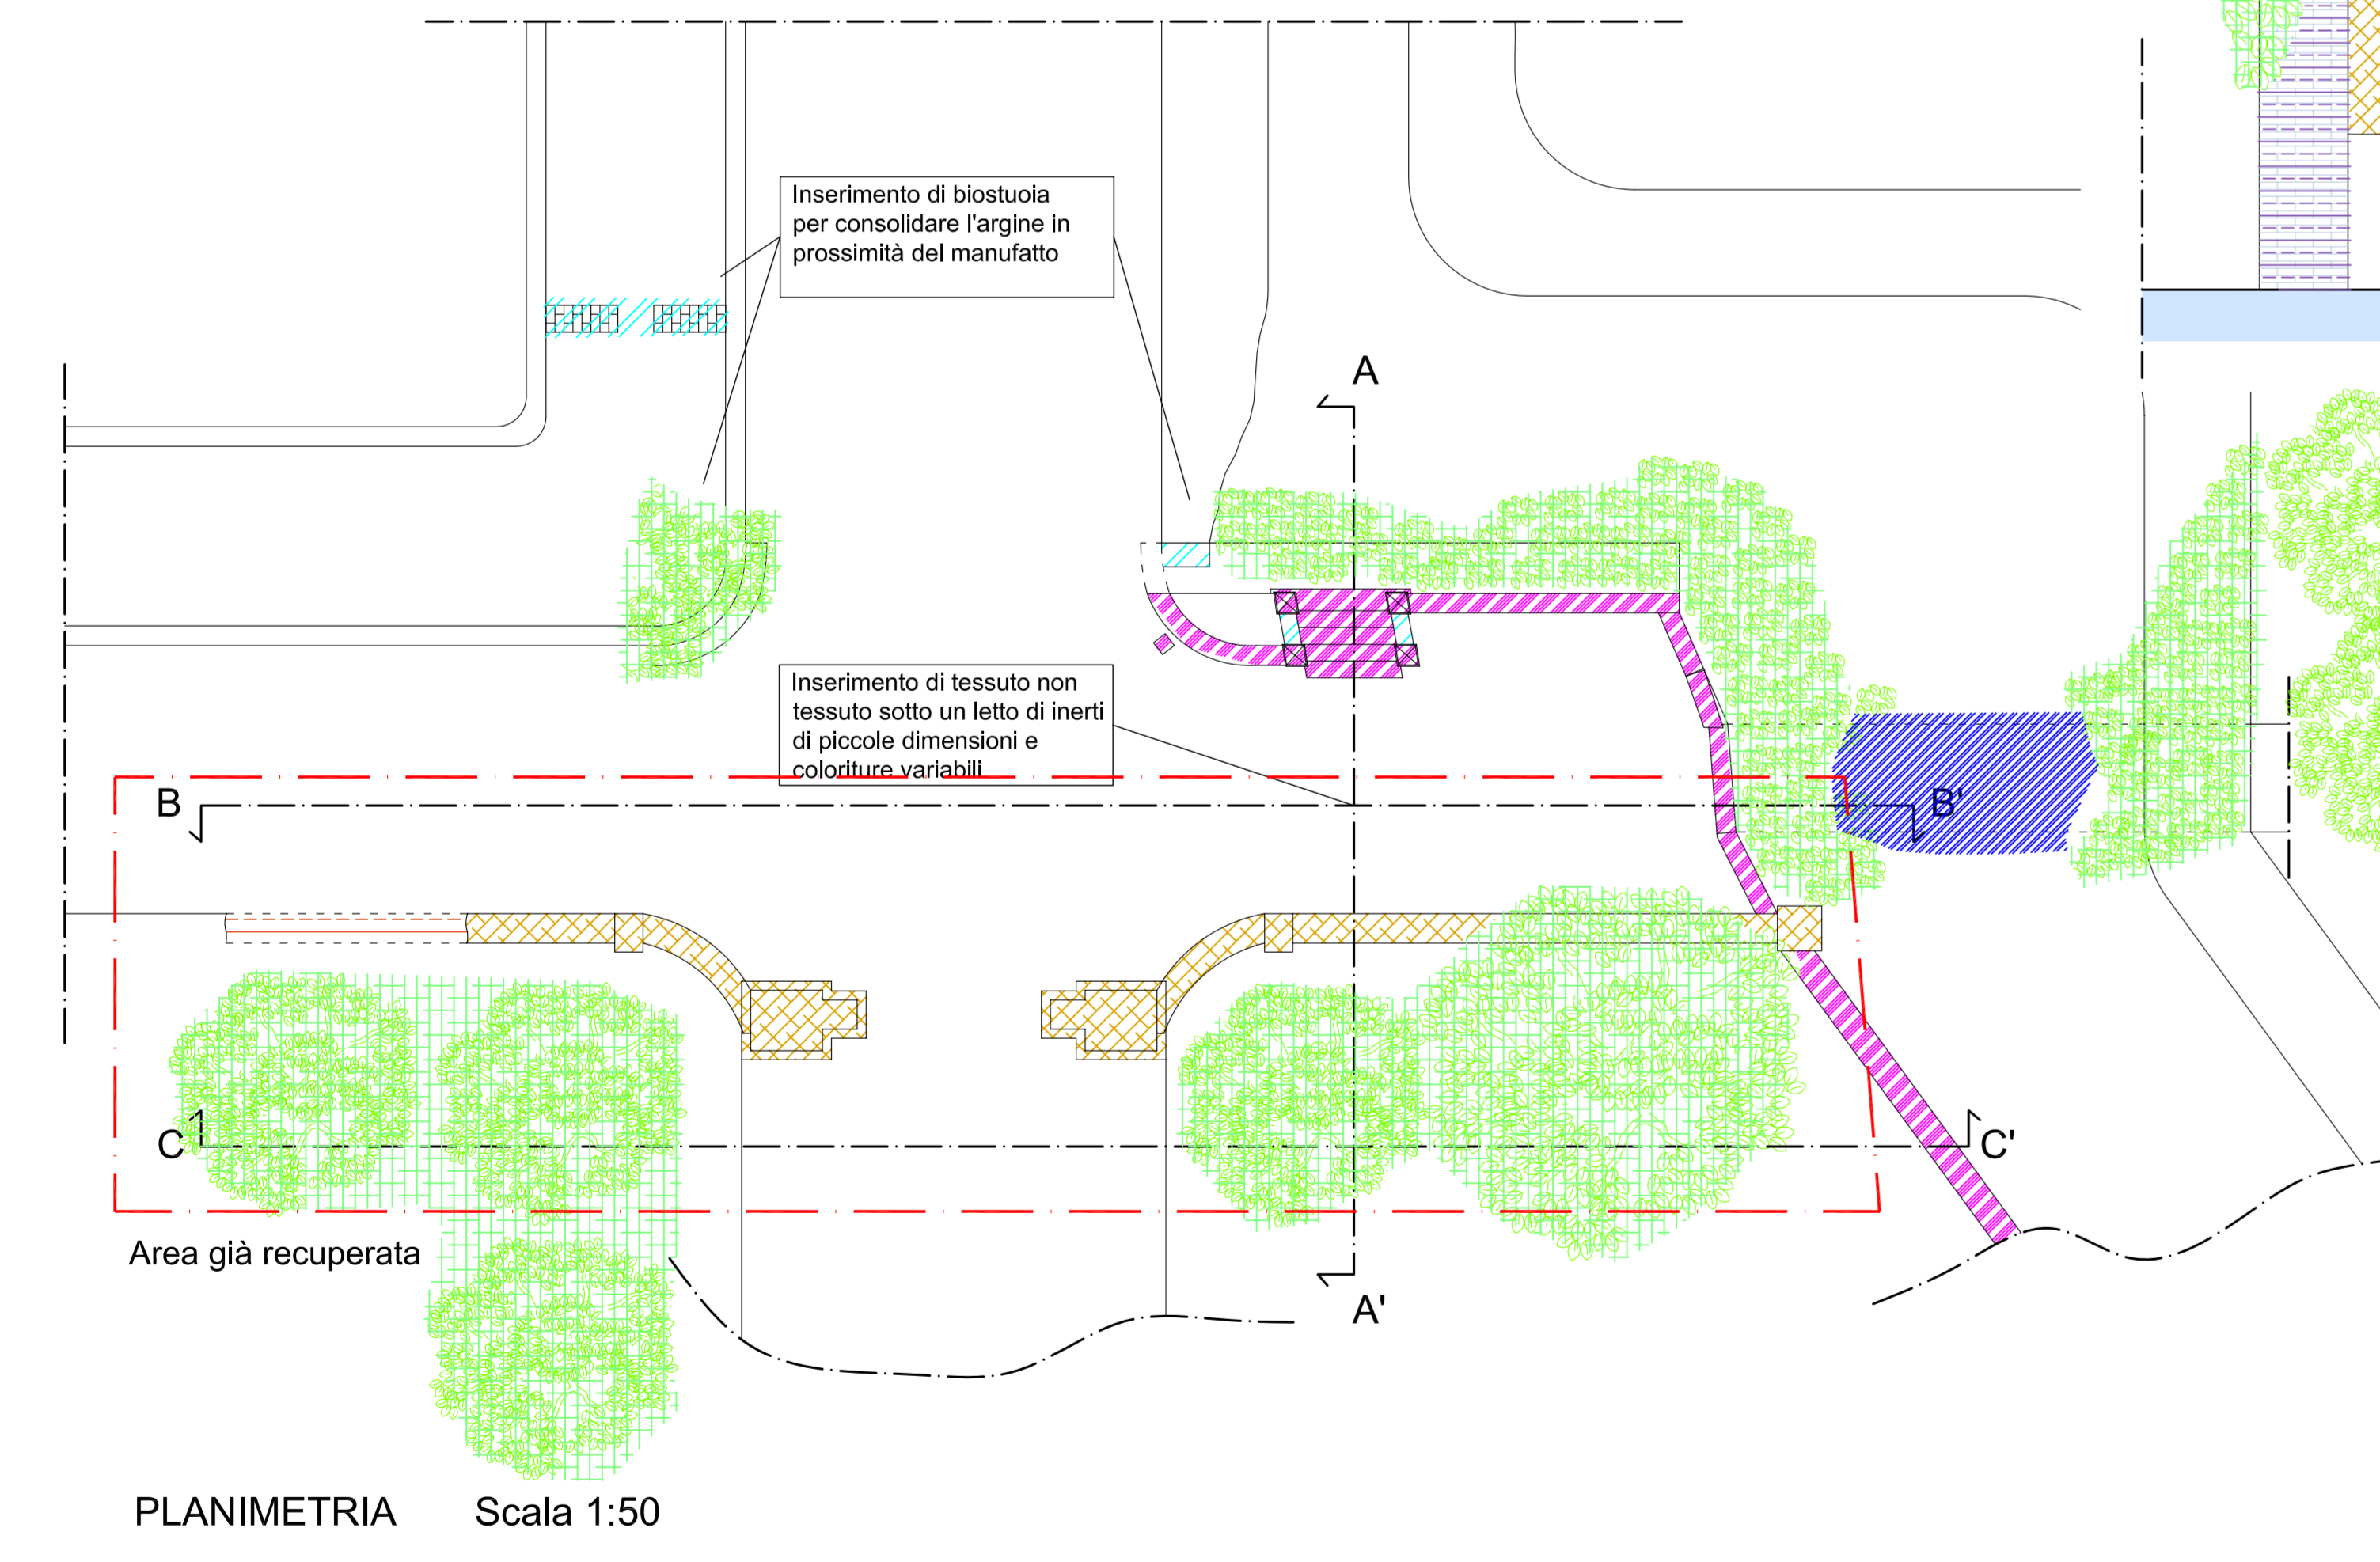 Inserimento di biostuoia
per consolidare l'argine in
prossimità del manufatto
A
Inserimento di tessuto non
tessuto sotto un letto di inerti
di piccole dimensioni e
coloriture variabili
B
B'
C
C'
Area già recuperata
A'
PLANIMETRIA Scala 1:50